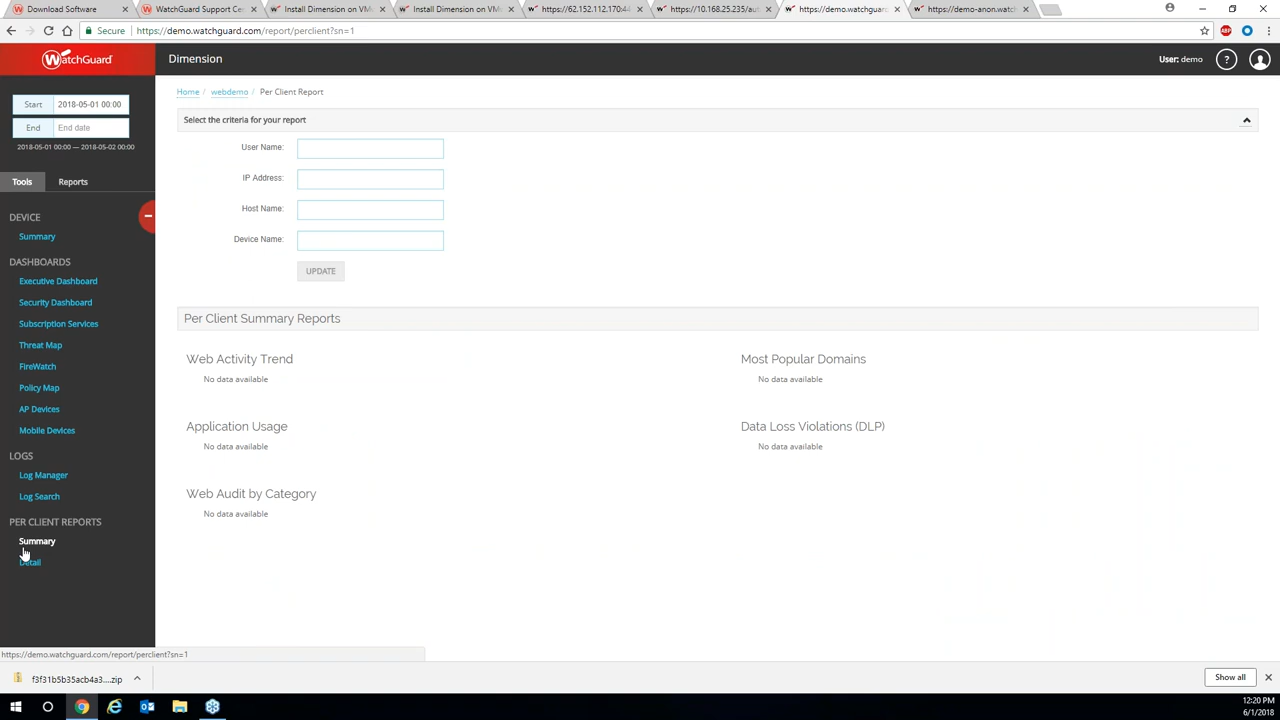 Download Software
WatchGuard Support Ce
Install Dimension on VM
Install Dimension on VM
https://62.152.112.170:4
https://10.168.25.235/au
https://demo.watchguar
https://demo-anon.watc
Secure https://demo.watchguard.com/report/perclient?sn=1
ABP
WatchGuard
Dimension
User: demo
?
Start 2018-05-01 00:00
End End date
2018-05-01 00:00 — 2018-05-02 00:00
Tools Reports
DEVICE
Summary
DASHBOARDS
Executive Dashboard
Security Dashboard
Subscription Services
Threat Map
FireWatch
Policy Map
AP Devices
Mobile Devices
LOGS
Log Manager
Log Search
PER CLIENT REPORTS
Summary
Detail
Home / webdemo / Per Client Report
Select the criteria for your report
User Name:
IP Address:
Host Name:
Device Name:
UPDATE
Per Client Summary Reports
Web Activity Trend
No data available
Most Popular Domains
No data available
Application Usage
No data available
Data Loss Violations (DLP)
No data available
Web Audit by Category
No data available
https://demo.watchguard.com/report/perclient?sn=1
f3f31b5b35acb4a3....zip
Show all
12:20 PM
6/1/2018